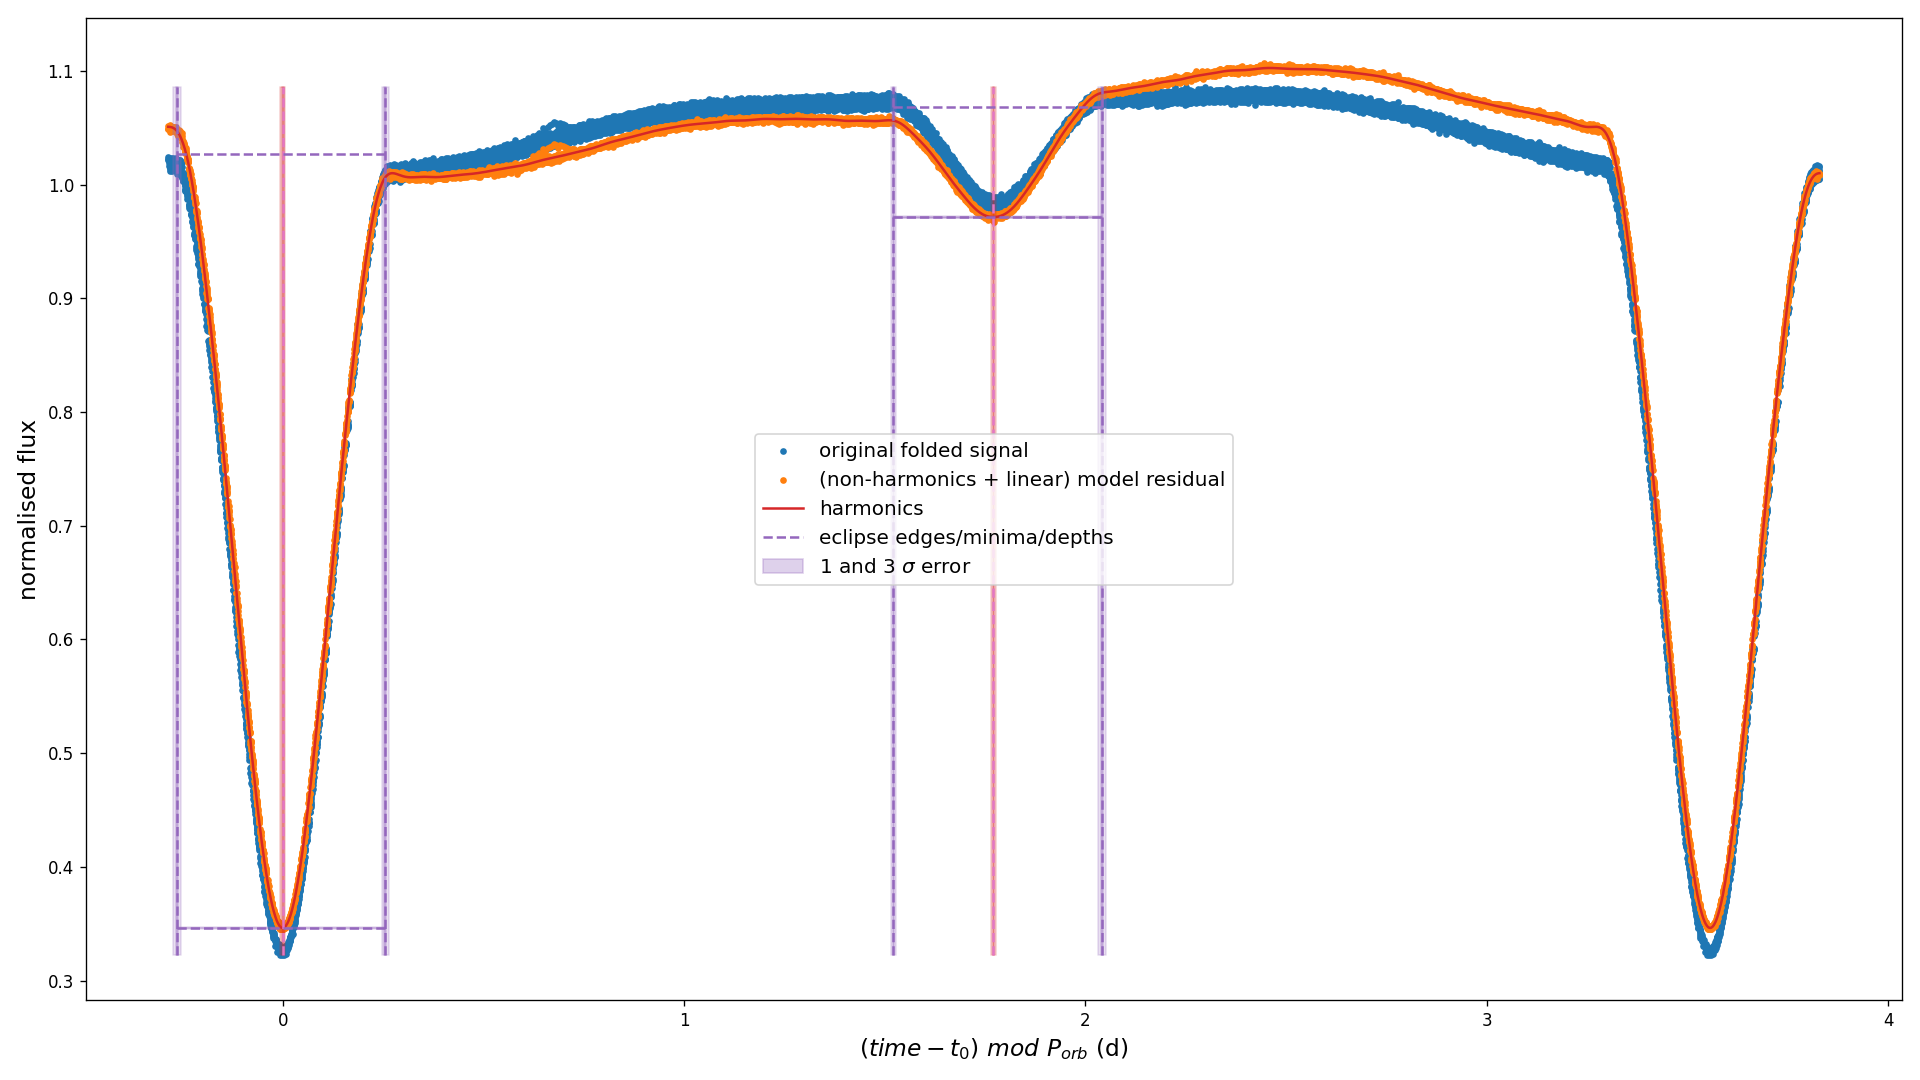 1.1
1.0
0.9
0.8
0.7
0.6
0.5
0.4
0.3
normalised flux
original folded signal
(non-harmonics + linear) model residual
harmonics
eclipse edges/minima/depths
1 and 3 σ error
0 1 2 3 4
(time − t₀) mod Pₒᵣb (d)